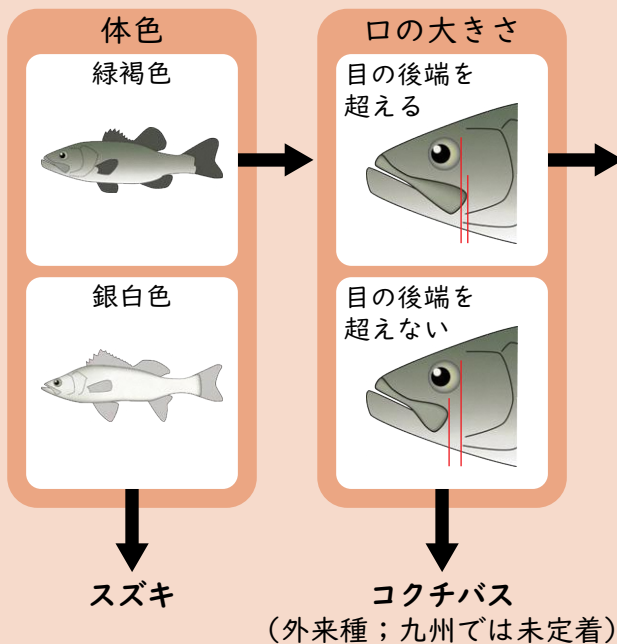 体色
緑褐色
銀白色
スズキ
口の大きさ
目の後端を
超える
目の後端を
超えない
コクチバス
（外来種；九州では未定着）